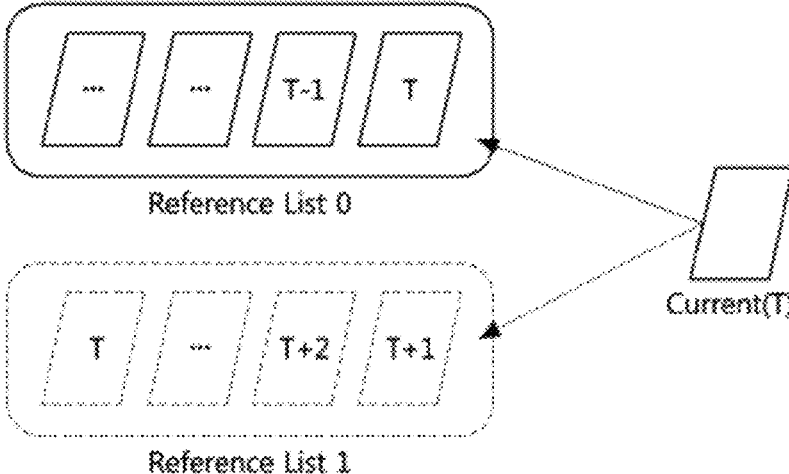 ... ... T-1 T
Reference List 0
Current(T)
T ... T+2 T+1
Reference List 1